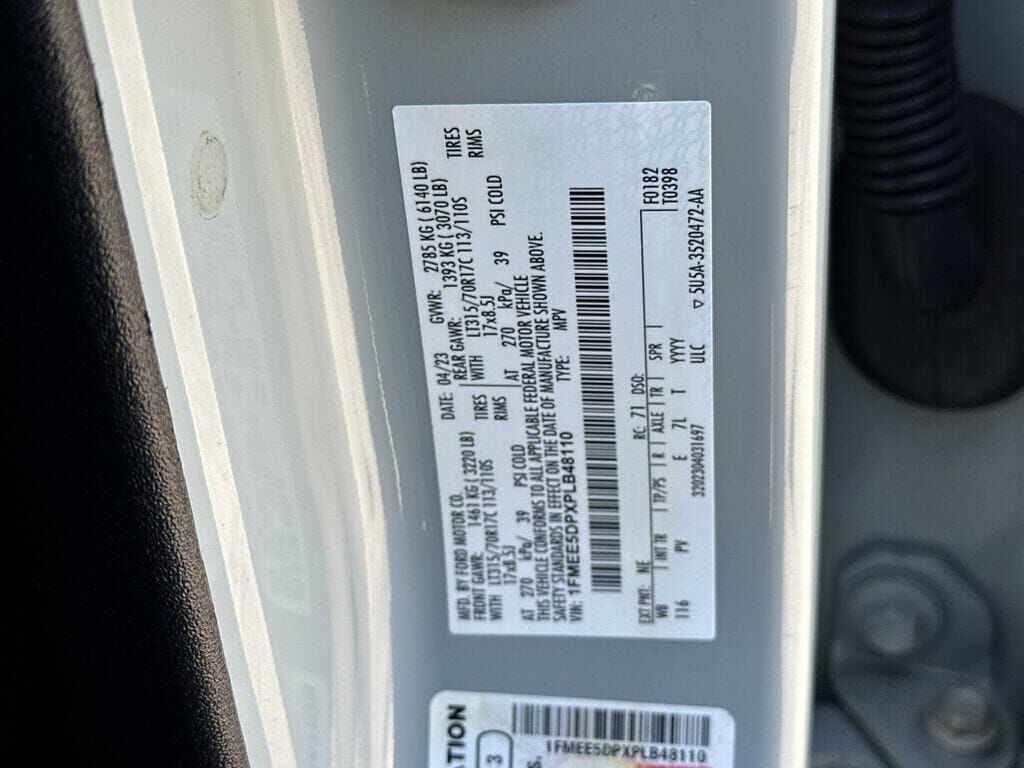 MFD. BY FORD MOTOR CO.
DATE: 04/23 GVWR: 2785 KG ( 6140 LB)
FRONT GAWR: 1461 KG ( 3220 LB)
REAR GAWR: 1393 KG ( 3070 LB)
WITH LT315/70R17C 113/110S TIRES
WITH LT315/70R17C 113/110S TIRES
17x8.5J RIMS
17x8.5J RIMS
AT 270 kPa/ 39 PSI COLD
AT 270 kPa/ 39 PSI COLD
THIS VEHICLE CONFORMS TO ALL APPLICABLE FEDERAL MOTOR VEHICLE
SAFETY STANDARDS IN EFFECT ON THE DATE OF MANUFACTURE SHOWN ABOVE.
VIN: 1FMEE5DPXPLB48110 TYPE: MPV
EXT PNT: NE RC: 71 DSO: F0182
WB INT TR TP/PS R AXLE TR SPR T0398
116 PV E 7L T YYYY
3202304031697 ULC ▽ 5U5A-3520472-AA
ATION
3
S.
1FMEE5DPXPLB48110